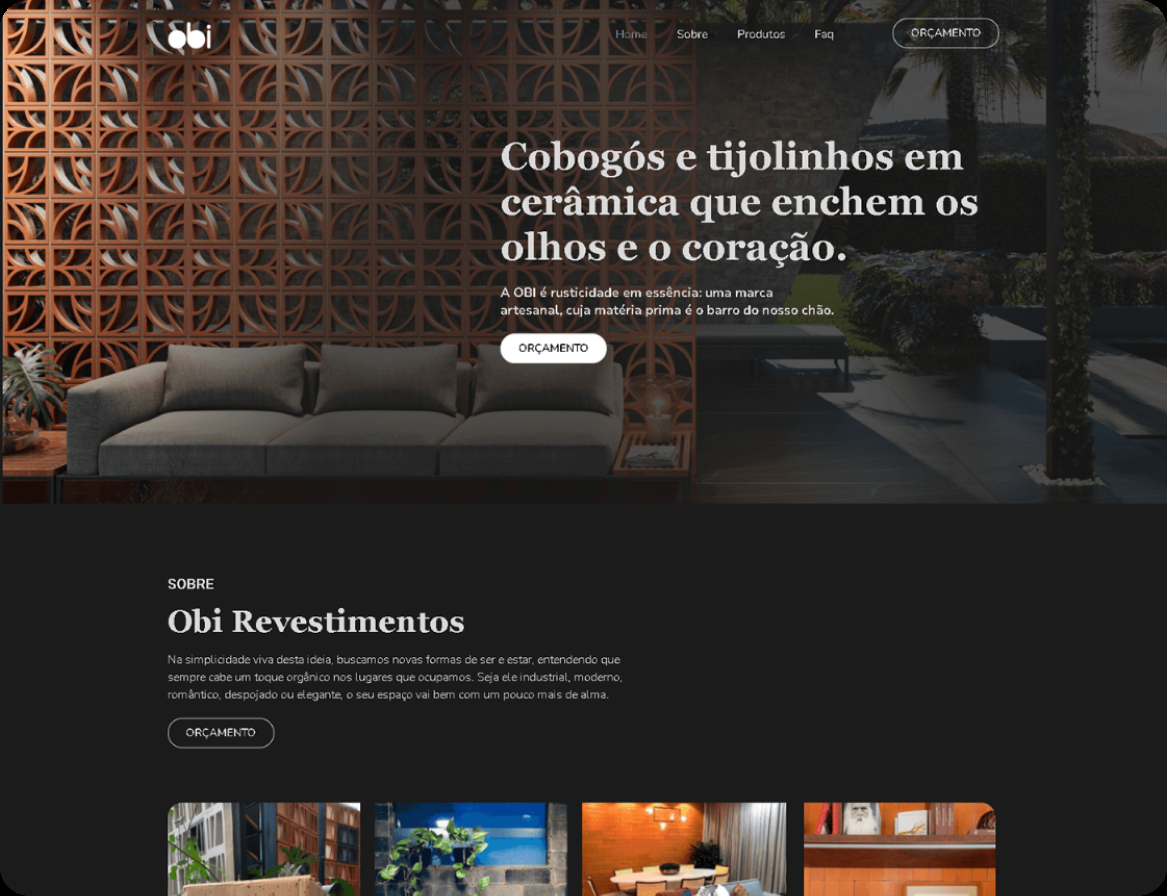 obi
Home
Sobre
Produtos
Faq
ORÇAMENTO
Cobogós e tijolinhos em
cerâmica que enchem os
olhos e o coração.
A OBI é rusticidade em essência: uma marca
artesanal, cuja matéria prima é o barro do nosso chão.
ORÇAMENTO
SOBRE
Obi Revestimentos
Na simplicidade viva desta ideia, buscamos novas formas de ser e estar, entendendo que
sempre cabe um toque orgânico nos lugares que ocupamos. Seja ele industrial, moderno,
romântico, despojado ou elegante, o seu espaço vai bem com um pouco mais de alma.
ORÇAMENTO